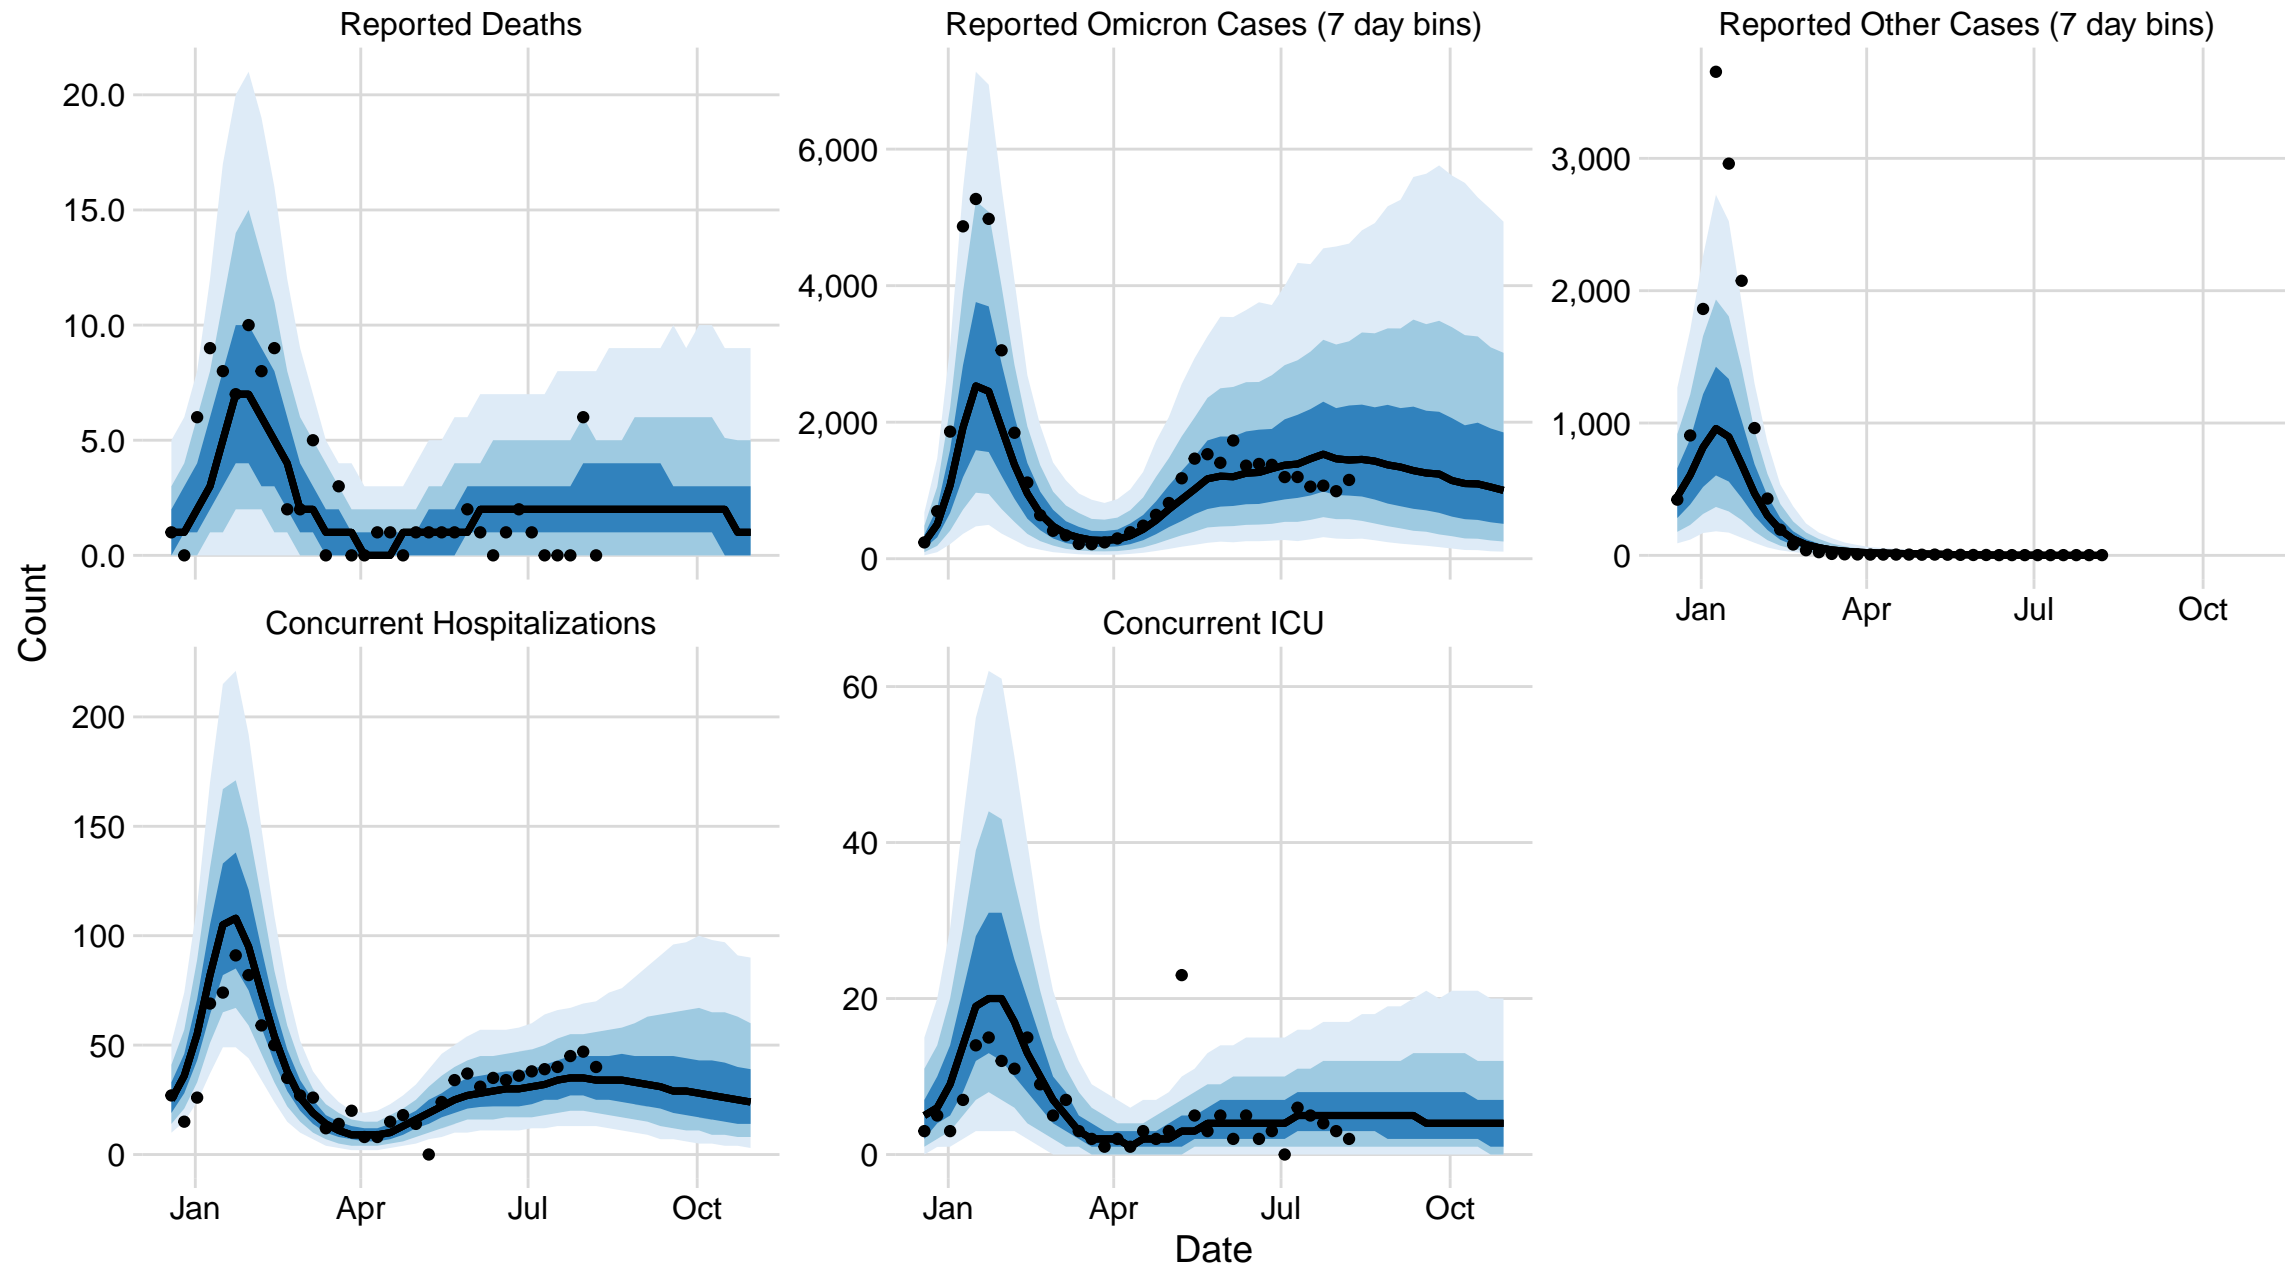 Reported Deaths
Reported Omicron Cases (7 day bins)
Reported Other Cases (7 day bins)
20.0
15.0
10.0
5.0
0.0
6,000
4,000
2,000
0
3,000
2,000
1,000
0
Jan Apr Jul Oct
Count
Concurrent Hospitalizations
Concurrent ICU
200
150
100
50
0
60
40
20
0
Jan Apr Jul Oct
Jan Apr Jul Oct
Date